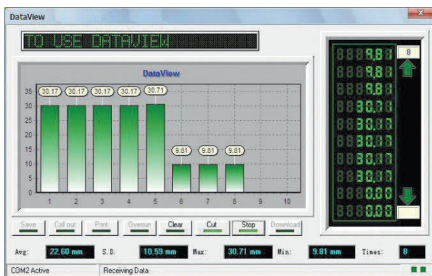 DataView
TO USE DATAVIEW
DataView
35
30
25
20
15
10
5
0
30.17 30.17 30.17 30.17 30.71 9.81 9.81 9.81
1 2 3 4 5 6 7 8 9 10
9.81
9.81
9.81
30.71
30.17
30.17
30.17
30.17
0.00
0.00
8
Save Call out Print Oversun Clear Cut Stop Download
Avg: 22.60 mm S.D. 10.59 mm Max: 30.71 mm Min: 9.81 mm Times: 8
COM2 Active Receiving Data